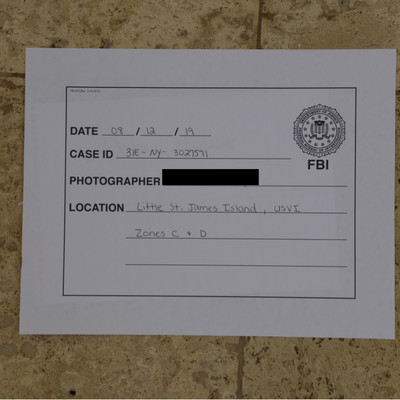 DATE 08 / 12 / 19
CASE ID 31E-NY-3027571
FBI
PHOTOGRAPHER
LOCATION Little St. James Island, USVI
Zones C + D